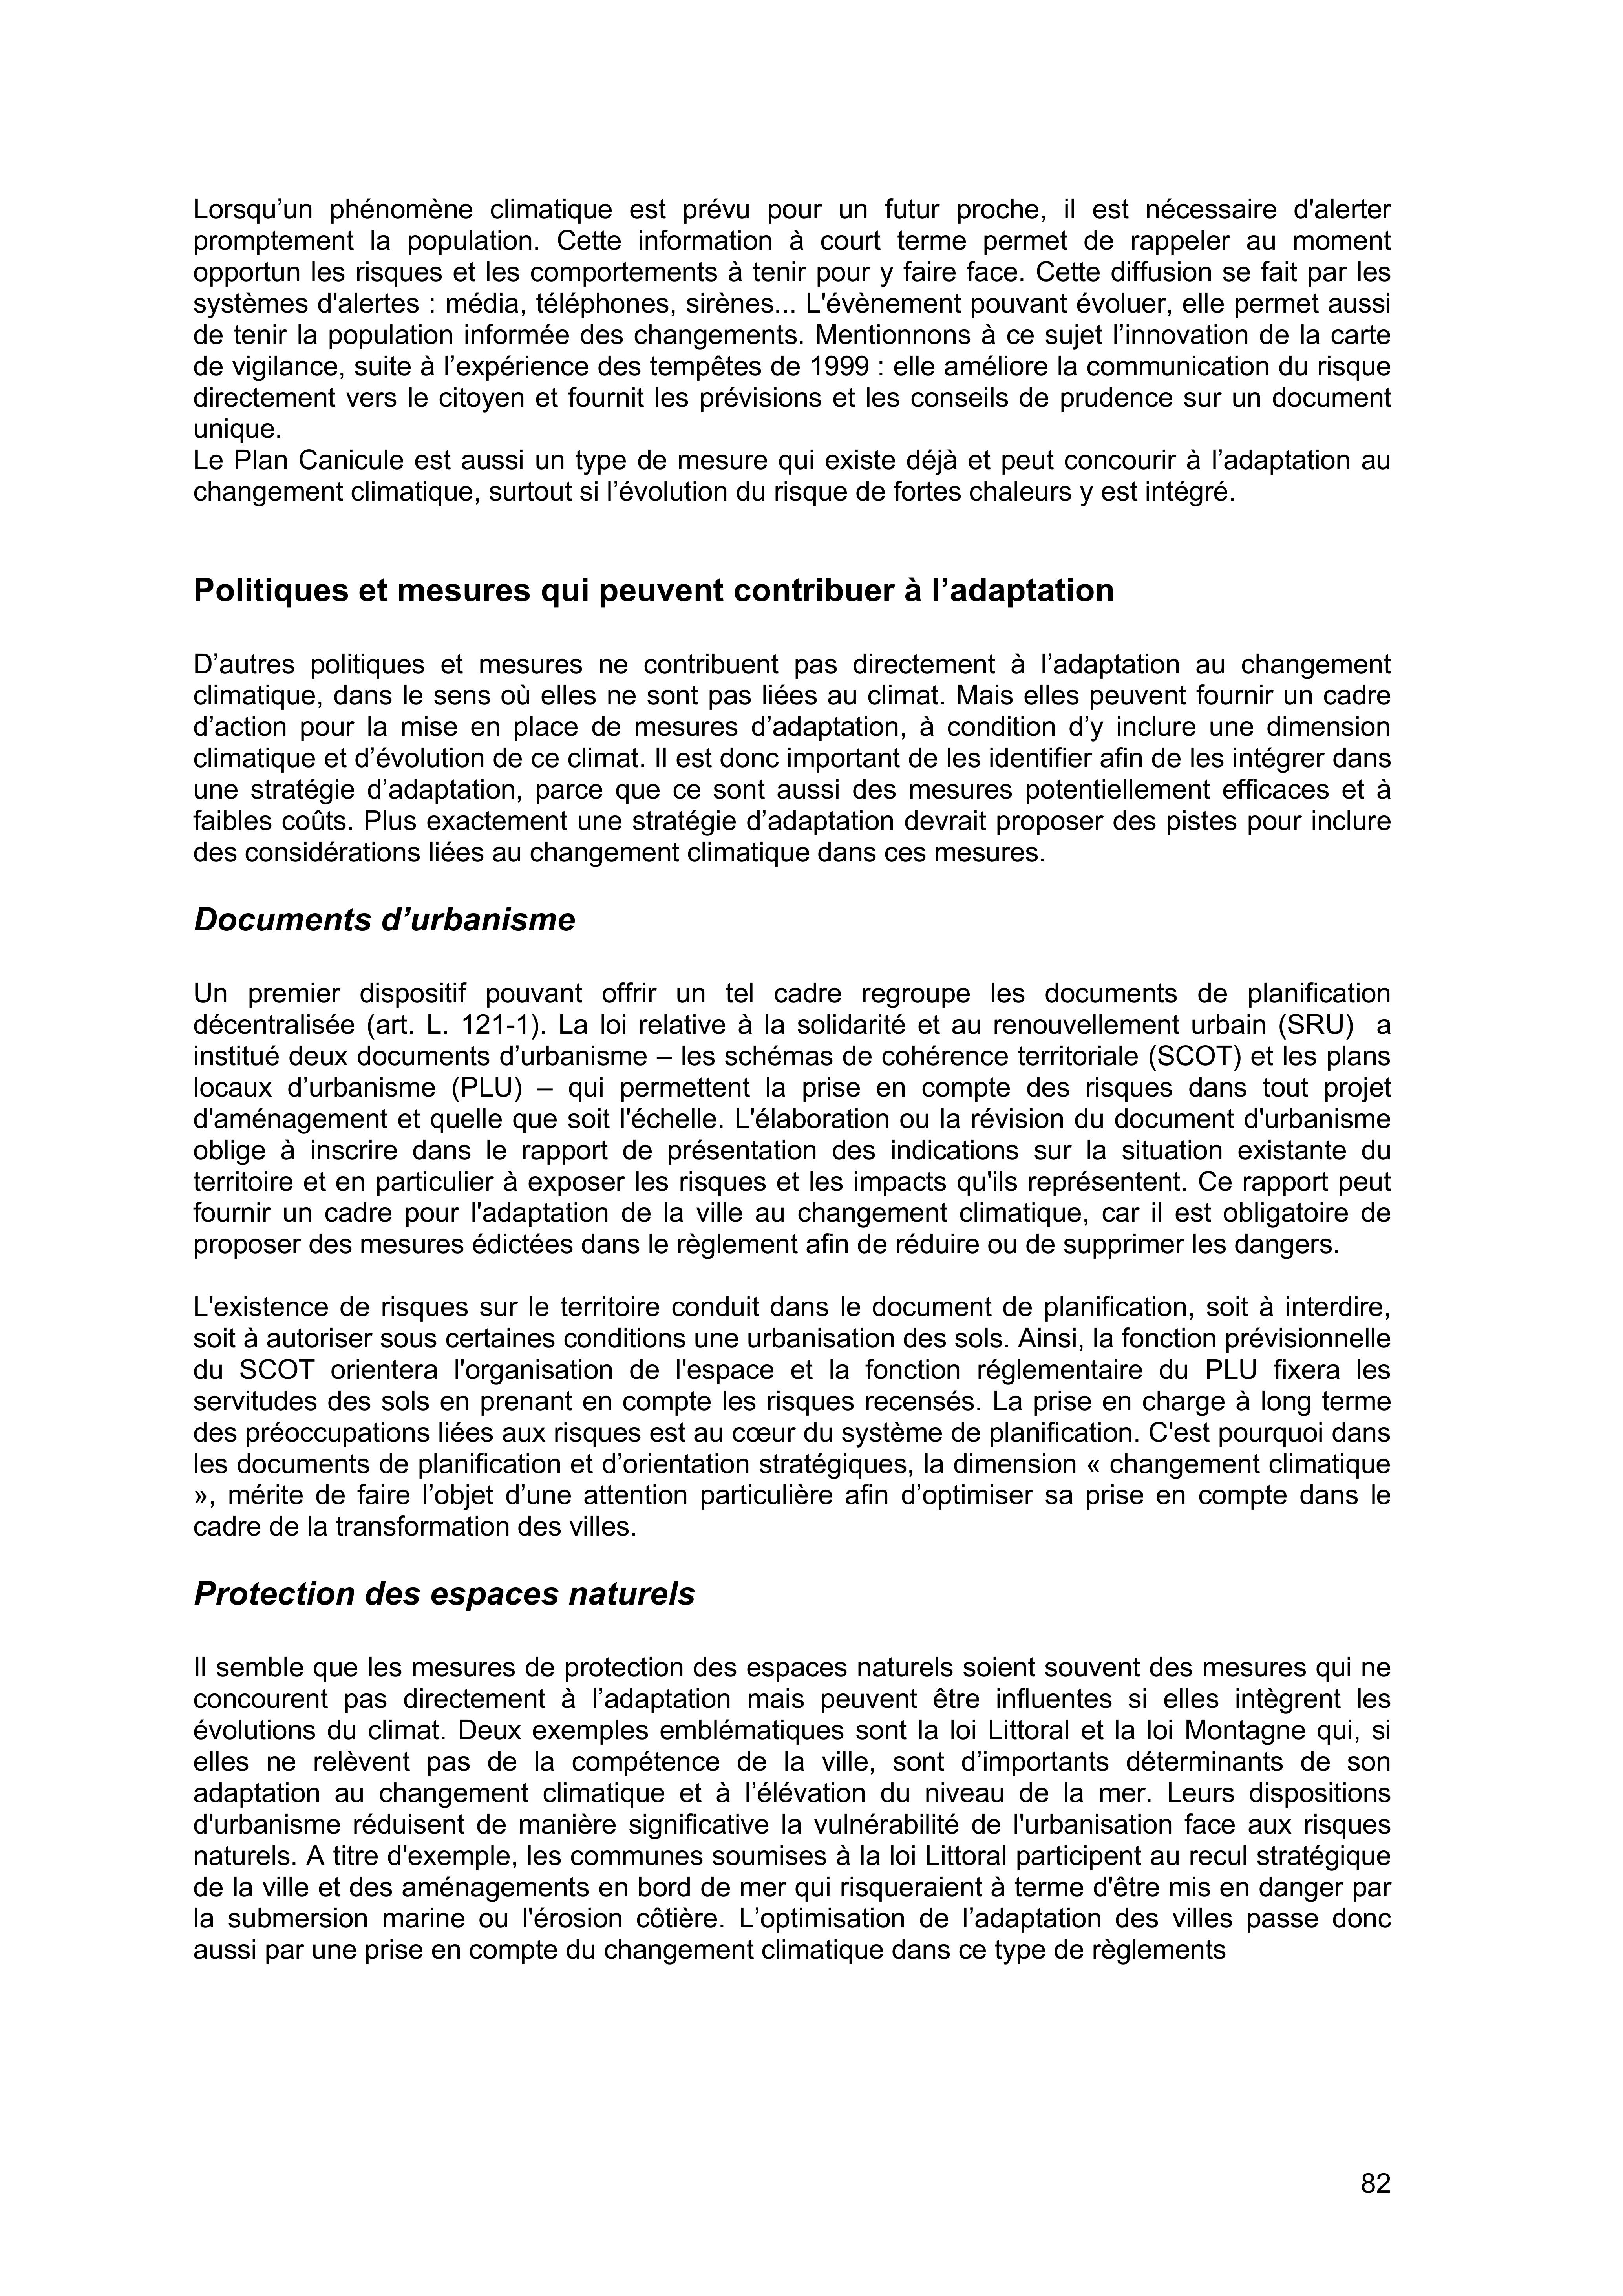 Lorsqu’un phénomène climatique est prévu pour un futur proche, il est nécessaire d'alerter
promptement la population. Cette information à court terme permet de rappeler au moment
opportun les risques et les comportements à tenir pour y faire face. Cette diffusion se fait par les
systèmes d'alertes : média, téléphones, sirènes... L'évènement pouvant évoluer, elle permet aussi
de tenir la population informée des changements. Mentionnons à ce sujet l’innovation de la carte
de vigilance, suite à l’expérience des tempêtes de 1999 : elle améliore la communication du risque
directement vers le citoyen et fournit les prévisions et les conseils de prudence sur un document
unique.
Le Plan Canicule est aussi un type de mesure qui existe déjà et peut concourir à l’adaptation au
changement climatique, surtout si l’évolution du risque de fortes chaleurs y est intégré.
Politiques et mesures qui peuvent contribuer à l’adaptation
D’autres politiques et mesures ne contribuent pas directement à l’adaptation au changement
climatique, dans le sens où elles ne sont pas liées au climat. Mais elles peuvent fournir un cadre
d’action pour la mise en place de mesures d’adaptation, à condition d’y inclure une dimension
climatique et d’évolution de ce climat. Il est donc important de les identifier afin de les intégrer dans
une stratégie d’adaptation, parce que ce sont aussi des mesures potentiellement efficaces et à
faibles coûts. Plus exactement une stratégie d’adaptation devrait proposer des pistes pour inclure
des considérations liées au changement climatique dans ces mesures.
Documents d’urbanisme
Un premier dispositif pouvant offrir un tel cadre regroupe les documents de planification
décentralisée (art. L. 121-1). La loi relative à la solidarité et au renouvellement urbain (SRU) a
institué deux documents d’urbanisme – les schémas de cohérence territoriale (SCOT) et les plans
locaux d’urbanisme (PLU) – qui permettent la prise en compte des risques dans tout projet
d'aménagement et quelle que soit l'échelle. L'élaboration ou la révision du document d'urbanisme
oblige à inscrire dans le rapport de présentation des indications sur la situation existante du
territoire et en particulier à exposer les risques et les impacts qu'ils représentent. Ce rapport peut
fournir un cadre pour l'adaptation de la ville au changement climatique, car il est obligatoire de
proposer des mesures édictées dans le règlement afin de réduire ou de supprimer les dangers.
L'existence de risques sur le territoire conduit dans le document de planification, soit à interdire,
soit à autoriser sous certaines conditions une urbanisation des sols. Ainsi, la fonction prévisionnelle
du SCOT orientera l'organisation de l'espace et la fonction réglementaire du PLU fixera les
servitudes des sols en prenant en compte les risques recensés. La prise en charge à long terme
des préoccupations liées aux risques est au cœur du système de planification. C'est pourquoi dans
les documents de planification et d’orientation stratégiques, la dimension « changement climatique
», mérite de faire l’objet d’une attention particulière afin d’optimiser sa prise en compte dans le
cadre de la transformation des villes.
Protection des espaces naturels
Il semble que les mesures de protection des espaces naturels soient souvent des mesures qui ne
concourent pas directement à l’adaptation mais peuvent être influentes si elles intègrent les
évolutions du climat. Deux exemples emblématiques sont la loi Littoral et la loi Montagne qui, si
elles ne relèvent pas de la compétence de la ville, sont d’importants déterminants de son
adaptation au changement climatique et à l’élévation du niveau de la mer. Leurs dispositions
d'urbanisme réduisent de manière significative la vulnérabilité de l'urbanisation face aux risques
naturels. A titre d'exemple, les communes soumises à la loi Littoral participent au recul stratégique
de la ville et des aménagements en bord de mer qui risqueraient à terme d'être mis en danger par
la submersion marine ou l'érosion côtière. L’optimisation de l’adaptation des villes passe donc
aussi par une prise en compte du changement climatique dans ce type de règlements
82